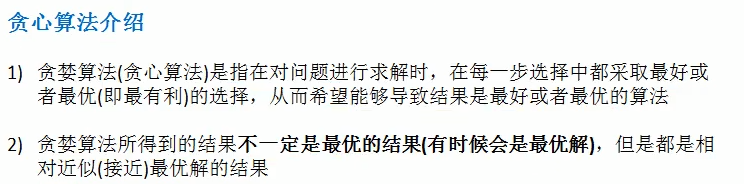 贪心算法介绍
1) 贪婪算法(贪心算法)是指在对问题进行求解时，在每一步选择中都采取最好或
者最优(即最有利)的选择，从而希望能够导致结果是最好或者最优的算法
2) 贪婪算法所得到的结果不一定是最优的结果(有时候会是最优解)，但是都是相
对近似(接近)最优解的结果